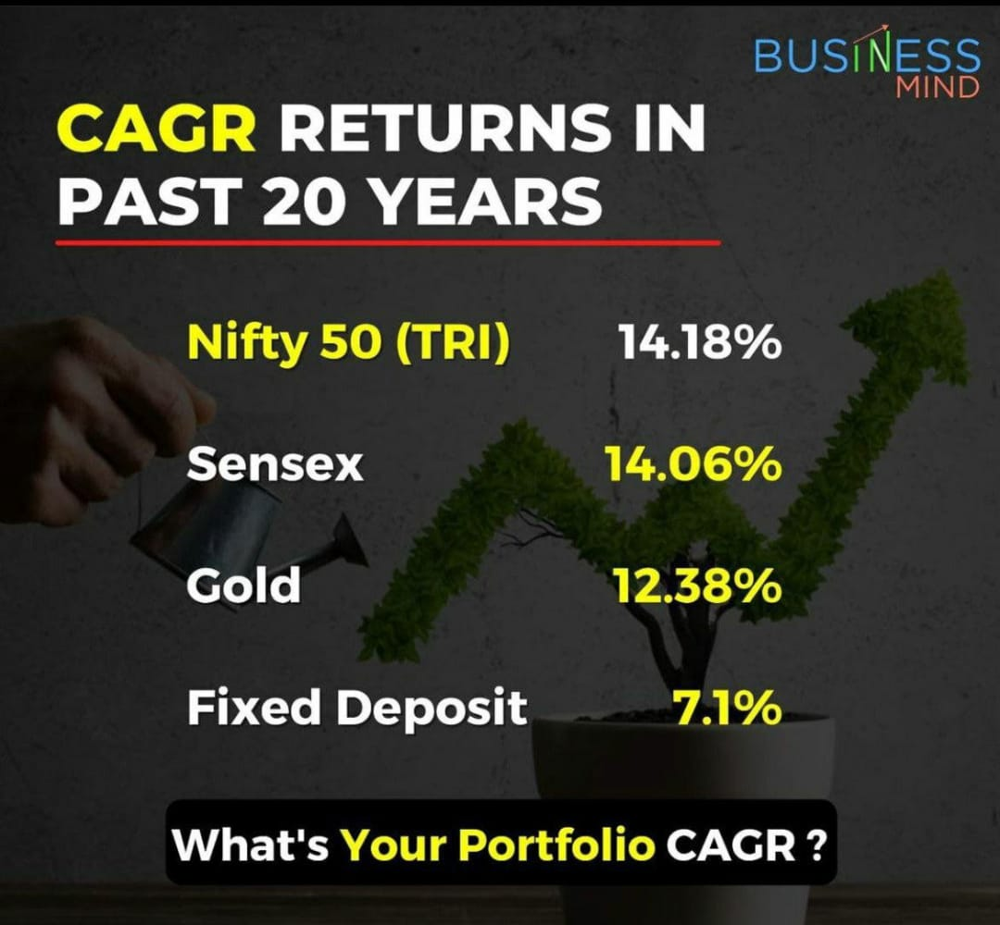 BUSINESS
MIND
CAGR RETURNS IN
PAST 20 YEARS
Nifty 50 (TRI) 14.18%
Sensex 14.06%
Gold 12.38%
Fixed Deposit 7.1%
What's Your Portfolio CAGR ?